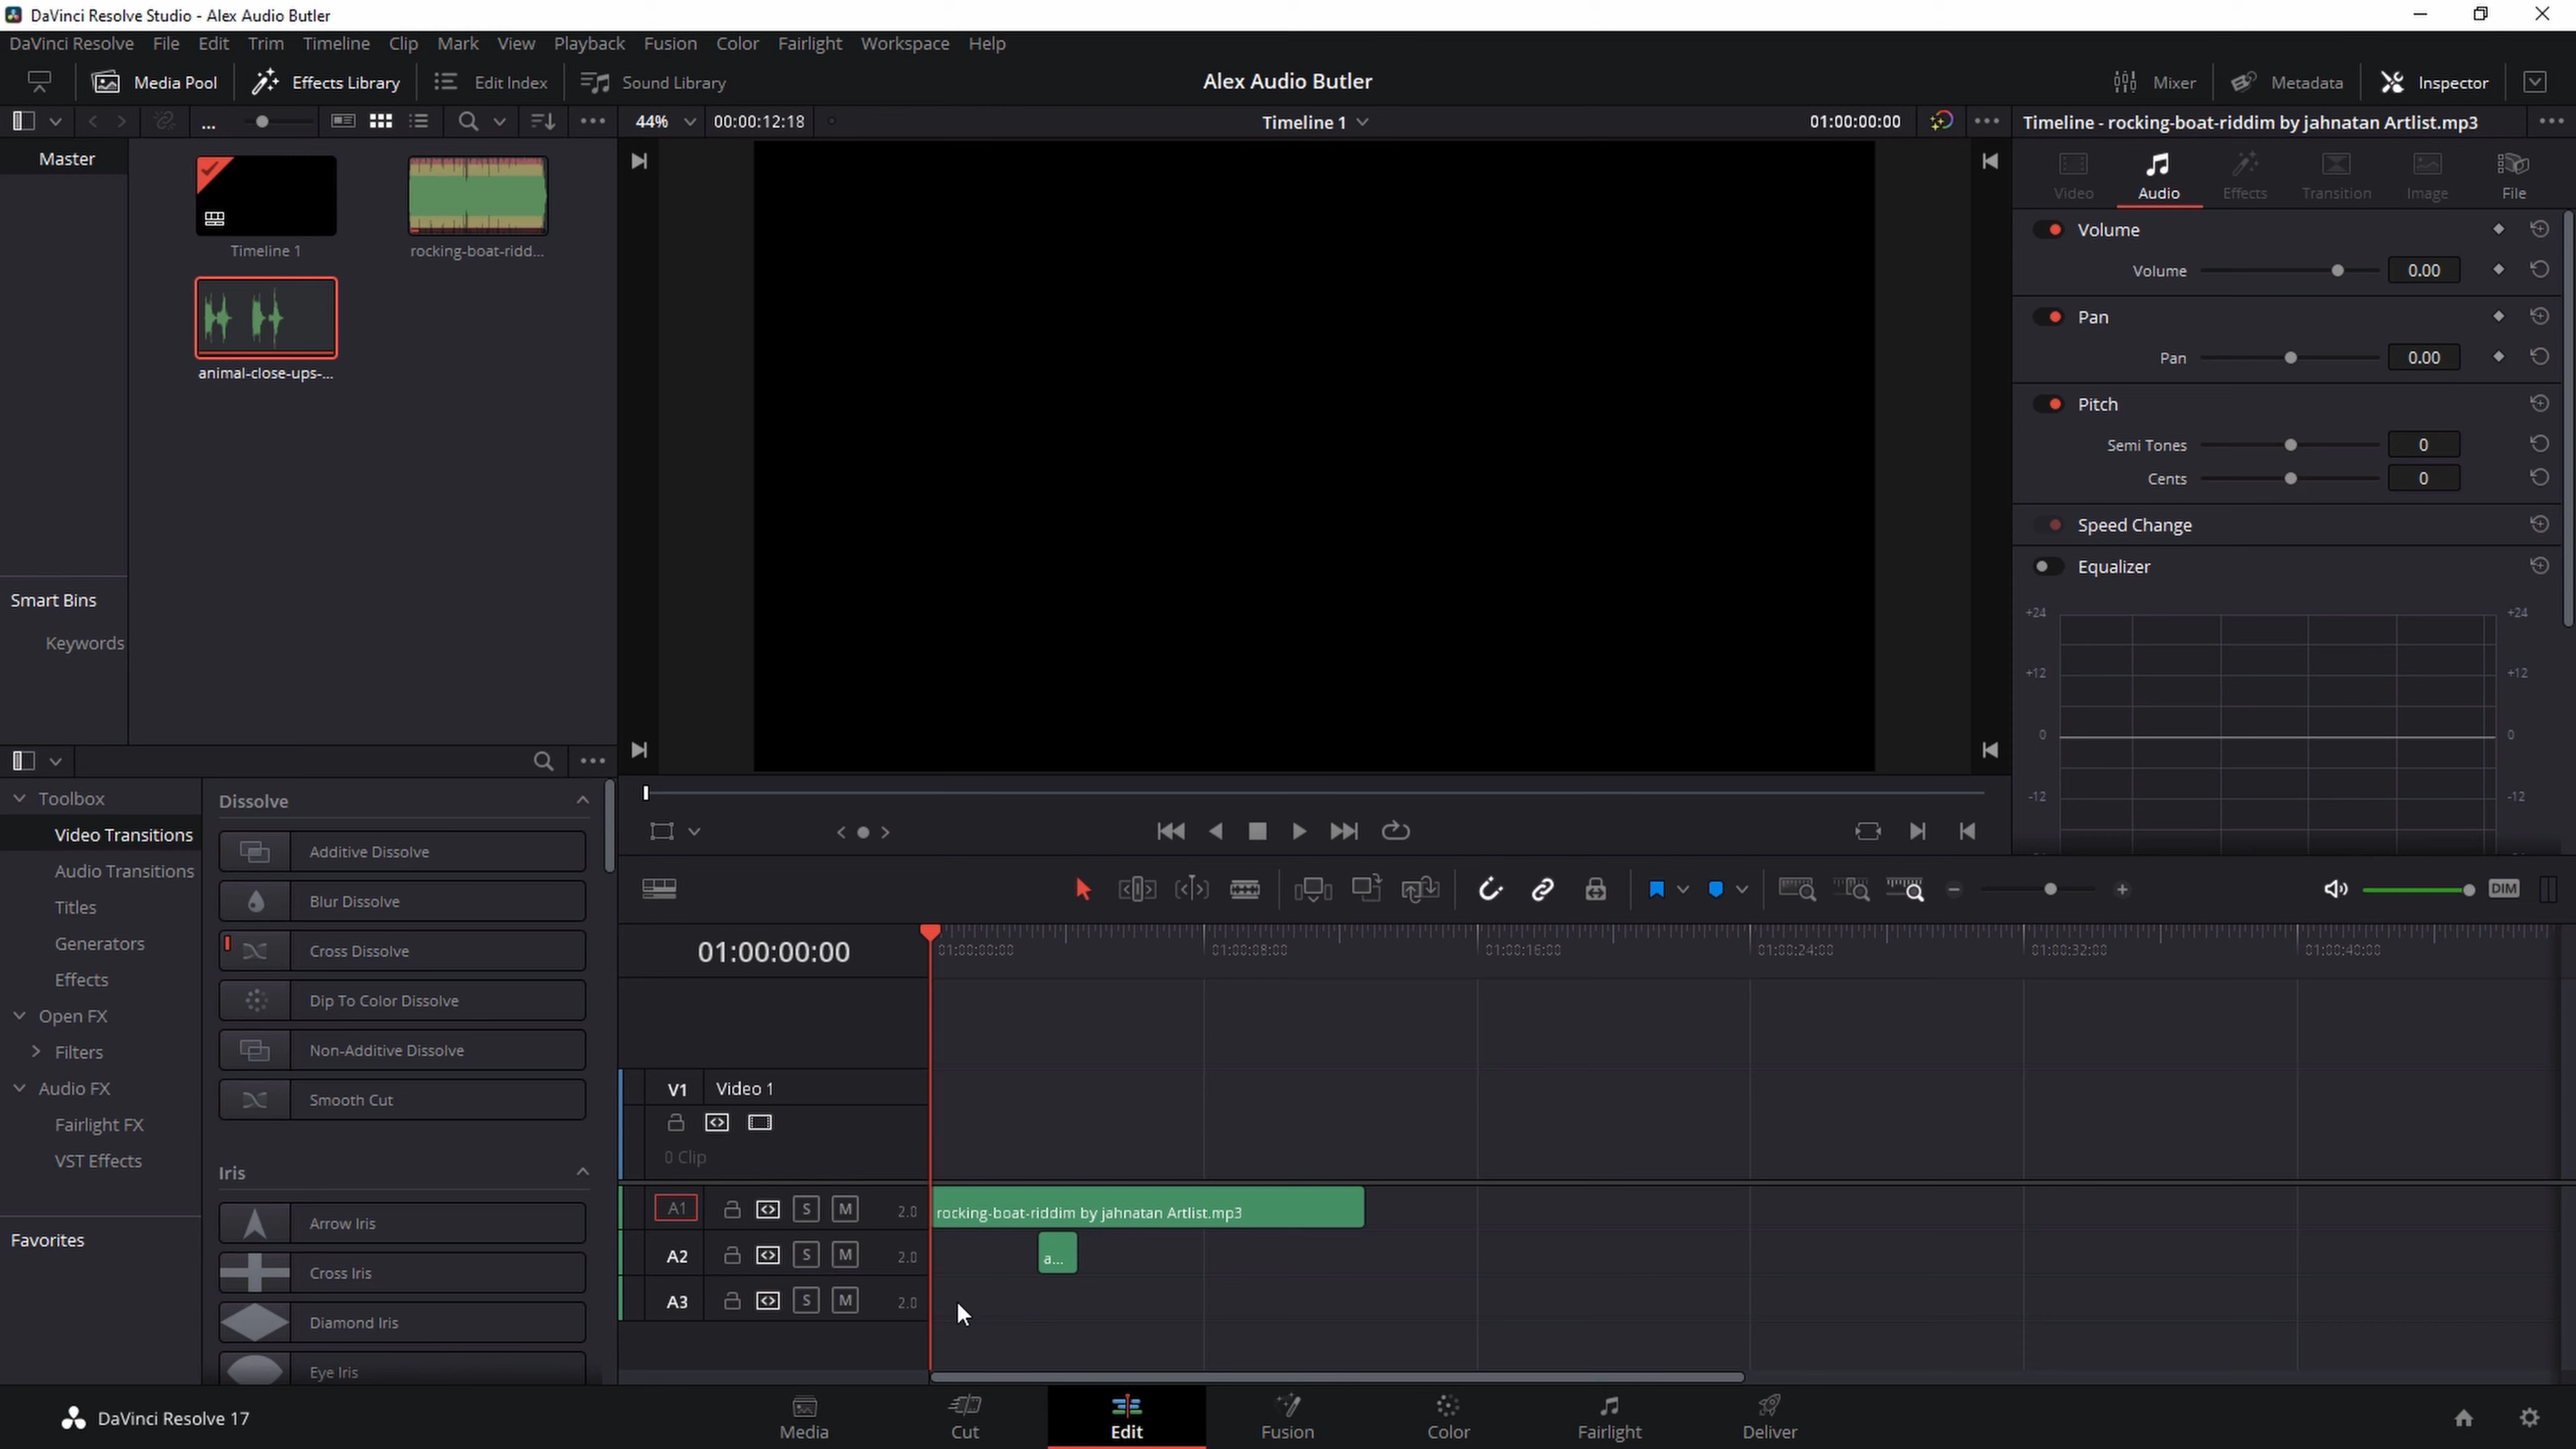 DaVinci Resolve Studio - Alex Audio Butler
DaVinci Resolve File Edit Trim Timeline Clip Mark View Playback Fusion Color Fairlight Workspace Help
Media Pool Effects Library Edit Index Sound Library Alex Audio Butler Mixer Metadata Inspector
... 44% 00:00:12:18 Timeline 1 01:00:00:00 Timeline - rocking-boat-riddim by jahnatan Artlist.mp3
Master
Timeline 1
rocking-boat-ridd...
animal-close-ups-...
Smart Bins
Keywords
Video Audio Effects Transition Image File
Volume
Volume 0.00
Pan
Pan 0.00
Pitch
Semi Tones 0
Cents 0
Speed Change
Equalizer
+24 +24
+12 +12
0 0
-12 -12
Toolbox
Video Transitions
Audio Transitions
Titles
Generators
Effects
Open FX
Filters
Audio FX
Fairlight FX
VST Effects
Favorites
Dissolve
Additive Dissolve
Blur Dissolve
Cross Dissolve
Dip To Color Dissolve
Non-Additive Dissolve
Smooth Cut
Iris
Arrow Iris
Cross Iris
Diamond Iris
Eye Iris
DIM
01:00:00:00 01:00:00:00 01:00:08:00 01:00:16:00 01:00:24:00 01:00:32:00 01:00:40:00
V1 Video 1
0 Clip
A1 S M 2.0 rocking-boat-riddim by jahnatan Artlist.mp3
A2 S M 2.0 a...
A3 S M 2.0
DaVinci Resolve 17 Media Cut Edit Fusion Color Fairlight Deliver